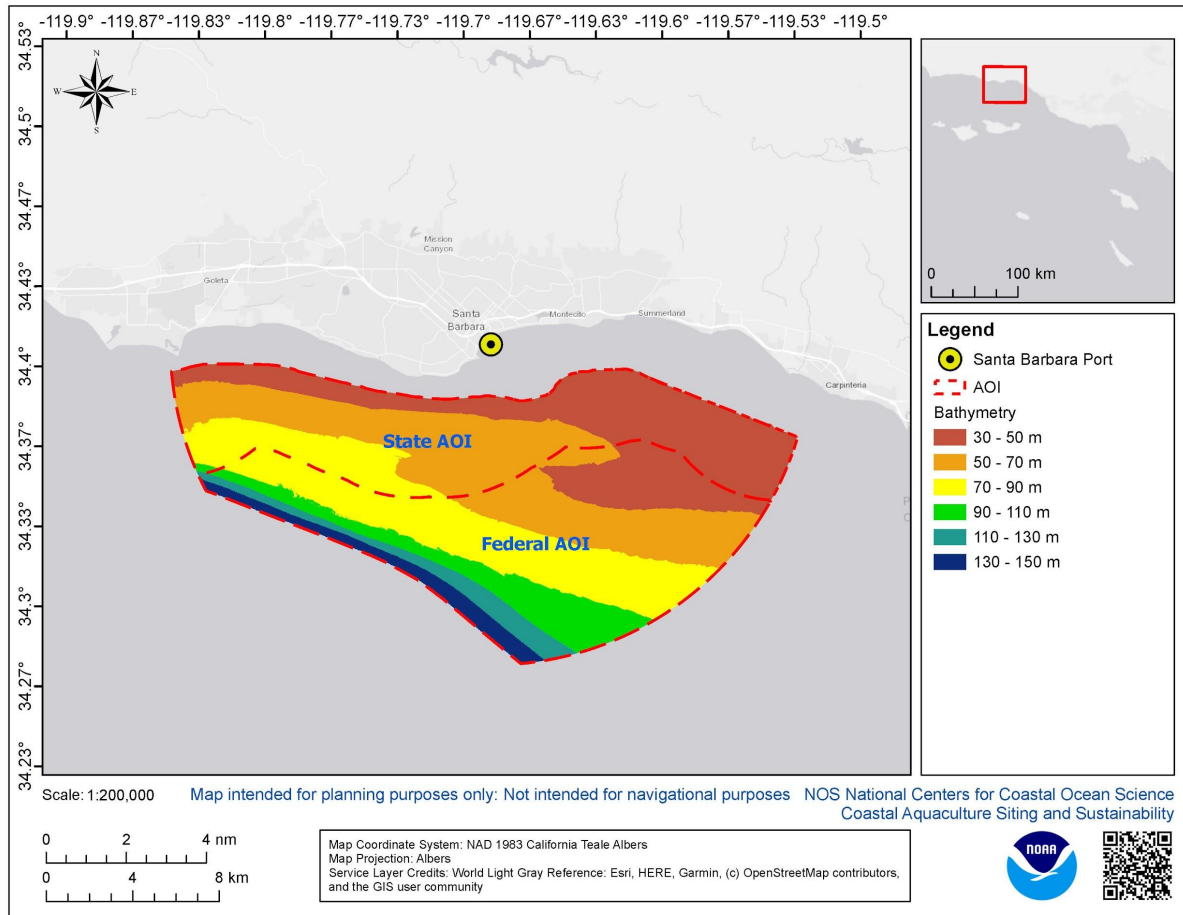 -119.9° -119.87° -119.83° -119.8° -119.77° -119.73° -119.7° -119.67° -119.63° -119.6° -119.57° -119.53° -119.5°
34.53°
34.5°
34.47°
34.43°
34.4°
34.37°
34.33°
34.3°
34.27°
34.23°
N
W E
S
Mission
Canyon
Goleta
Santa
Barbara
Montecito
Summerland
Carpinteria
State AOI
Federal AOI
0 100 km
Legend
Santa Barbara Port
AOI
Bathymetry
30 - 50 m
50 - 70 m
70 - 90 m
90 - 110 m
110 - 130 m
130 - 150 m
Scale: 1:200,000
Map intended for planning purposes only: Not intended for navigational purposes
NOS National Centers for Coastal Ocean Science
Coastal Aquaculture Siting and Sustainability
0 2 4 nm
0 4 8 km
Map Coordinate System: NAD 1983 California Teale Albers
Map Projection: Albers
Service Layer Credits: World Light Gray Reference: Esri, HERE, Garmin, (c) OpenStreetMap contributors,
and the GIS user community
NOAA